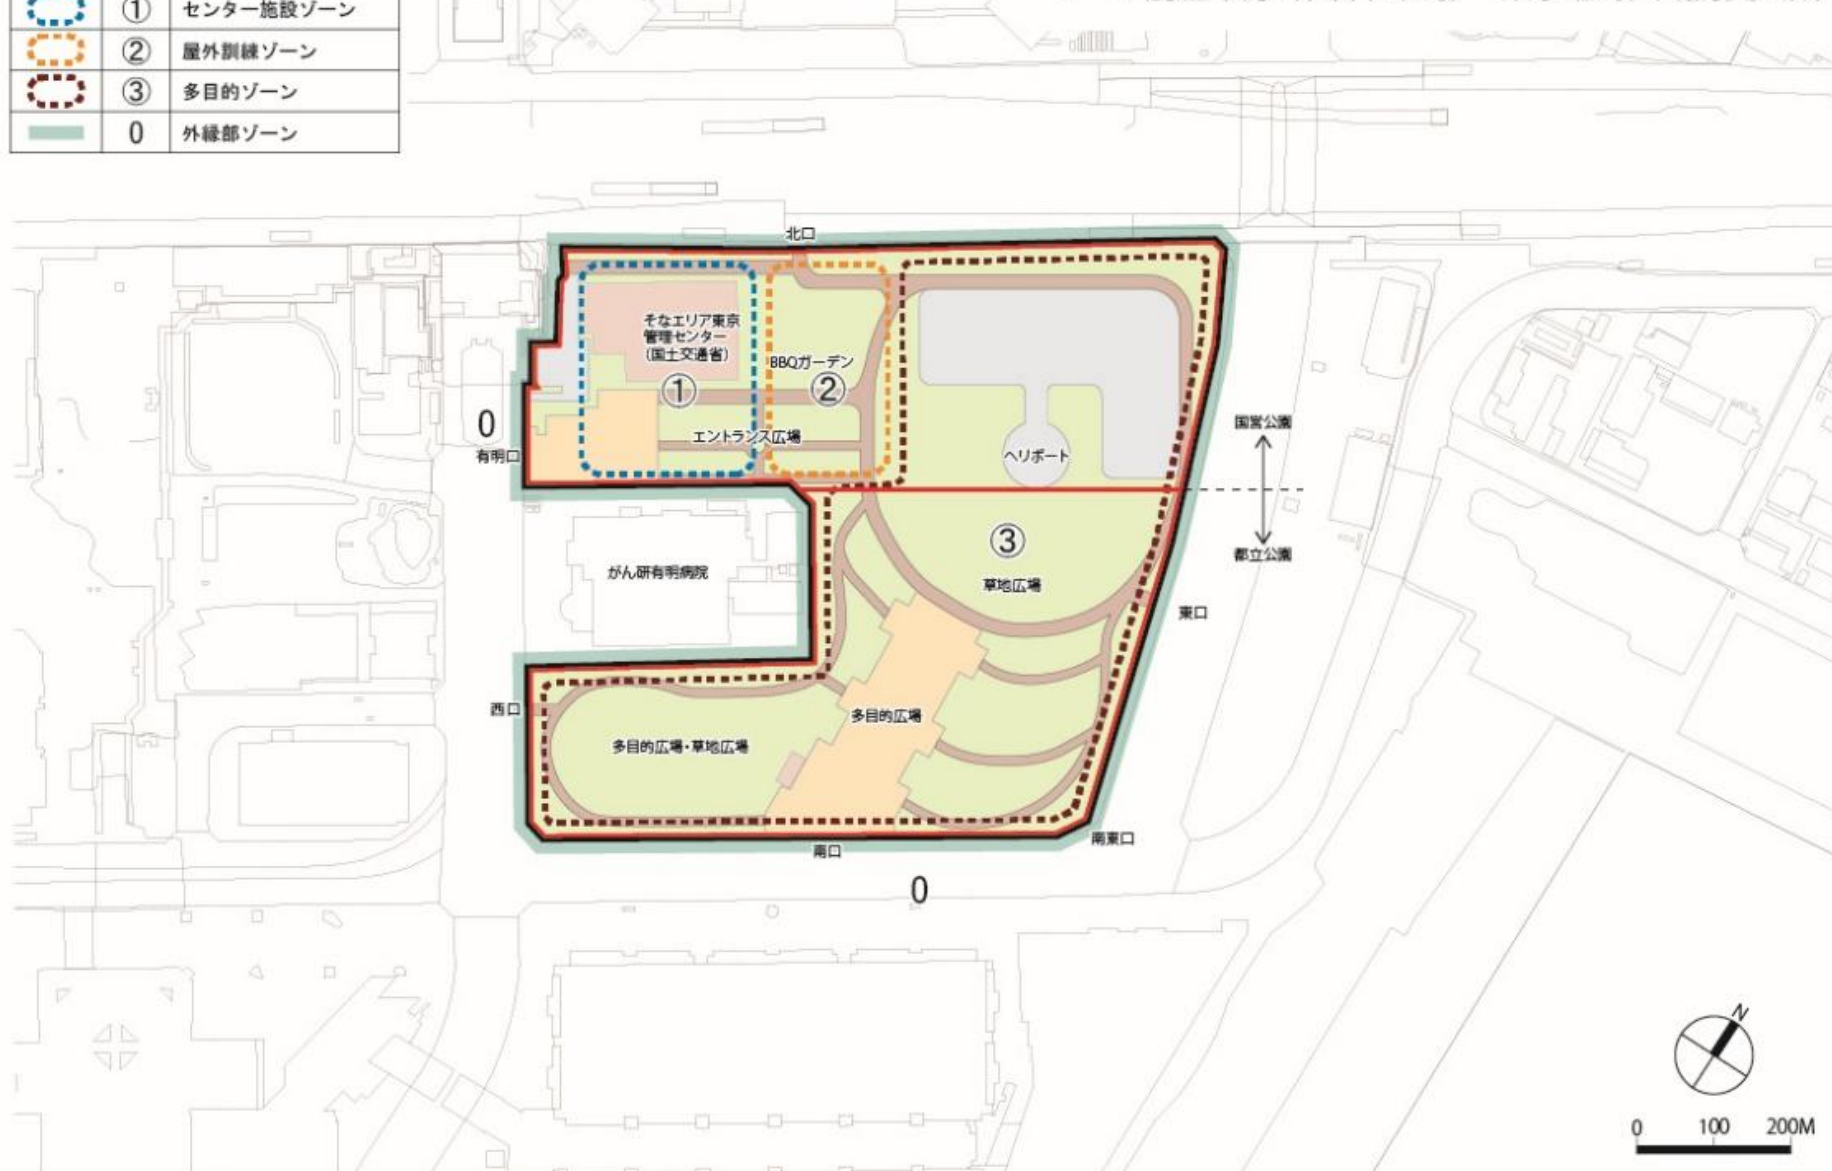 ① センター施設ゾーン
② 屋外訓練ゾーン
③ 多目的ゾーン
0 外縁部ゾーン
北口
そなエリア東京
管理センター
(国土交通省)
BBQガーデン
①
②
0
エントランス広場
有明口
ヘリポート
国営公園
都立公園
③
草地広場
がん研有明病院
東口
西口
多目的広場
多目的広場・草地広場
南東口
南口
0
N
0 100 200M